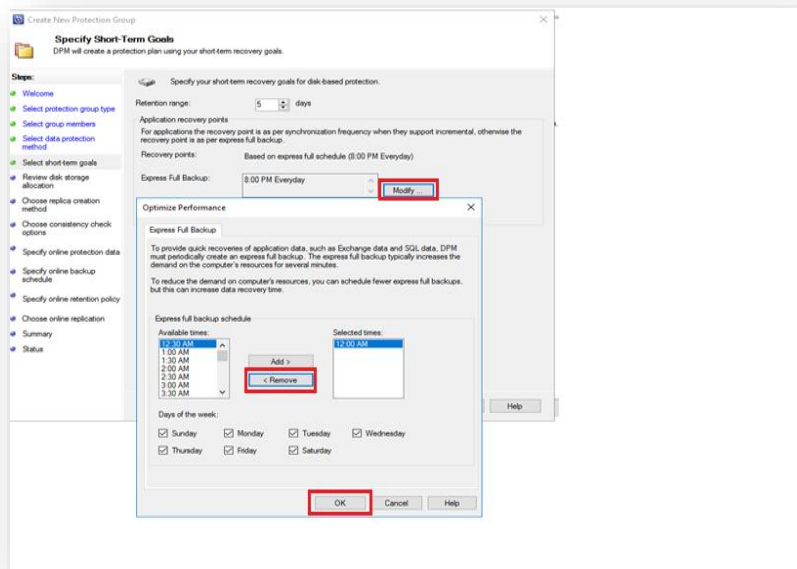 Create New Protection Group
Specify Short-Term Goals
DPM will create a protection plan using your short-term recovery goals.
Steps:
Welcome
Select protection group type
Select group members
Select data protection
method
Select short-term goals
Review disk storage
allocation
Choose replica creation
method
Choose consistency check
options
Specify online protection data
Specify online backup
schedule
Specify online retention policy
Choose online replication
Summary
Status
Specify your short-term recovery goals for disk-based protection.
Retention range: 5 days
Application recovery points
For applications the recovery point is as per synchronization frequency when they support incremental, otherwise the
recovery point is as per express full backup.
Recovery points: Based on express full schedule (8:00 PM Everyday)
Express Full Backup: 8:00 PM Everyday
Modify ...
Optimize Performance
Express Full Backup
To provide quick recoveries of application data, such as Exchange data and SQL data, DPM
must periodically create an express full backup. The express full backup typically increases the
demand on the computer's resources for several minutes.
To reduce the demand on computer's resources, you can schedule fewer express full backups,
but this can increase data recovery time.
Express full backup schedule
Available times: Selected times:
12:30 AM 12:00 AM
1:00 AM
1:30 AM
2:00 AM
2:30 AM
3:00 AM
3:30 AM
Add >
< Remove
Days of the week:
Sunday Monday Tuesday Wednesday
Thursday Friday Saturday
OK Cancel Help
Help